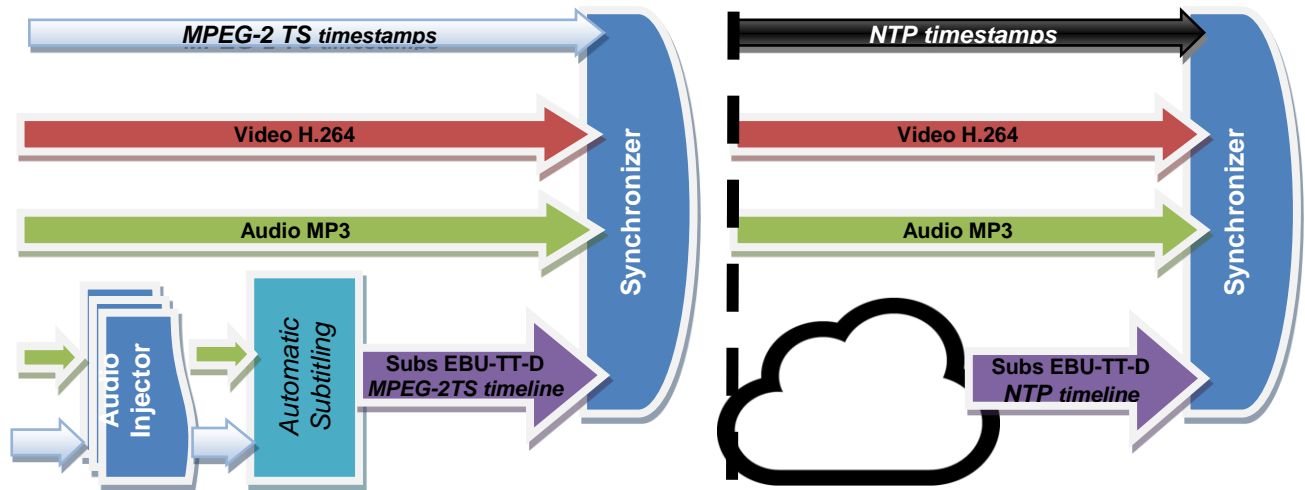 MPEG-2 TS timestamps
Video H.264
Audio MP3
Audio
Injector
Automatic
Subtitling
Subs EBU-TT-D
MPEG-2TS timeline
Synchronizer
NTP timestamps
Video H.264
Audio MP3
Subs EBU-TT-D
NTP timeline
Synchronizer